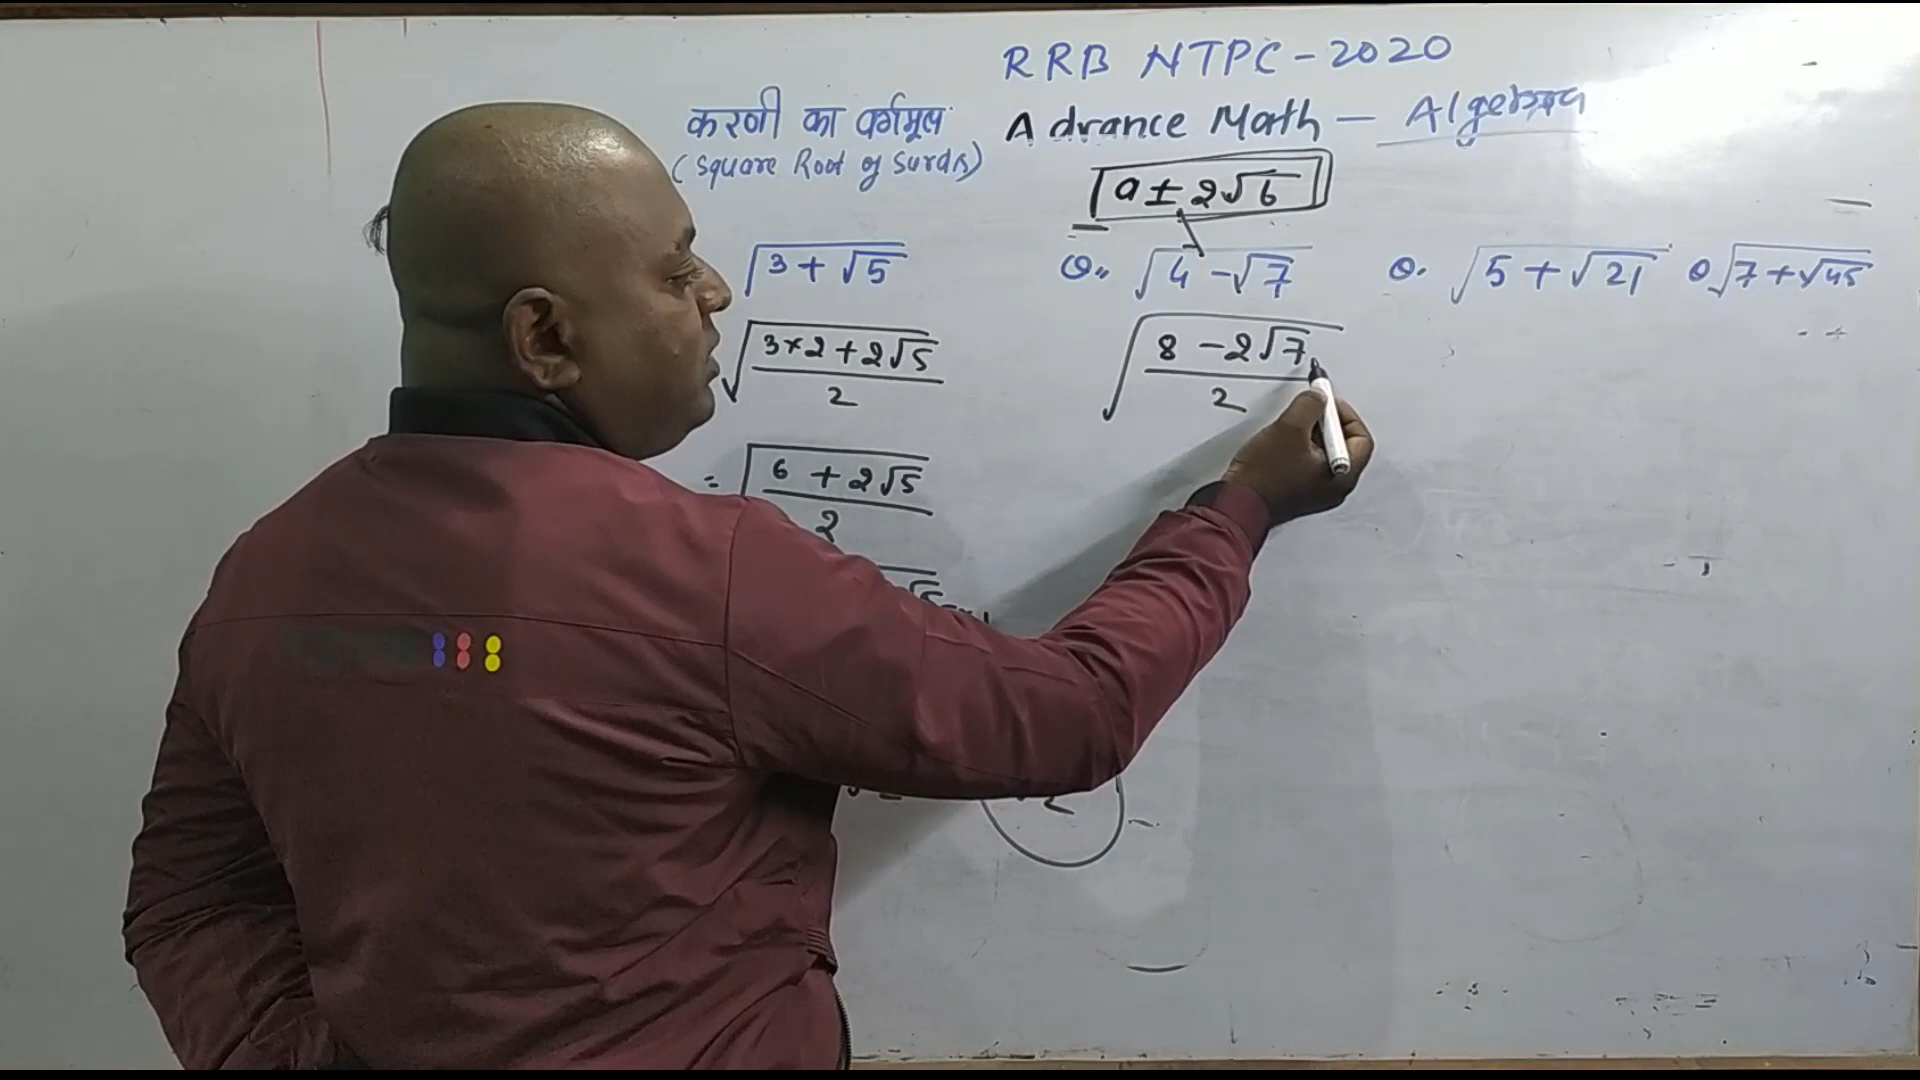 RRB NTPC-2020
करणी का वर्गमूल
(Square Root of Surds)
Advance Math - Algebra
√(a ± 2√b)
√(3 + √5)
Q. √(4 - √7)
Q. √(5 + √21)
Q √(7 + √45)
√((3×2 + 2√5)/2)
√((8 - 2√7)/2)
= √((6 + 2√5)/2)